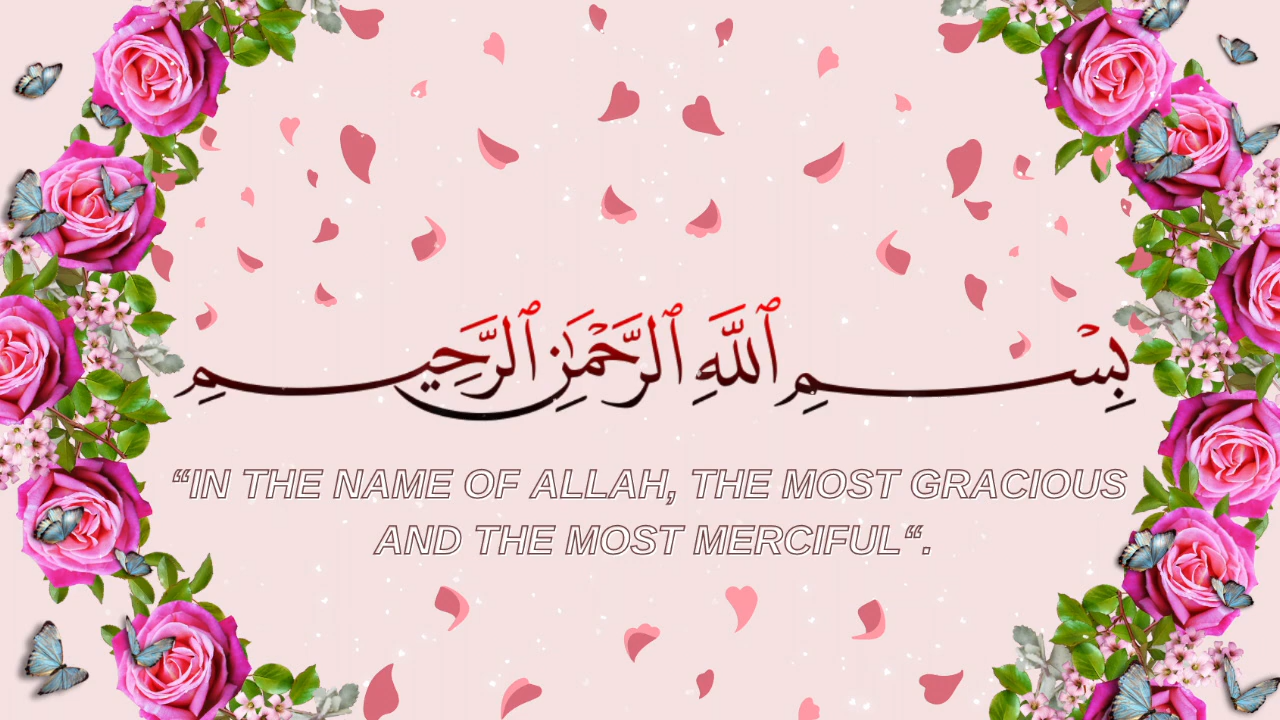 بِسْمِ ٱللَّهِ ٱلرَّحْمَٰنِ ٱلرَّحِيمِ
“IN THE NAME OF ALLAH, THE MOST GRACIOUS
AND THE MOST MERCIFUL“.